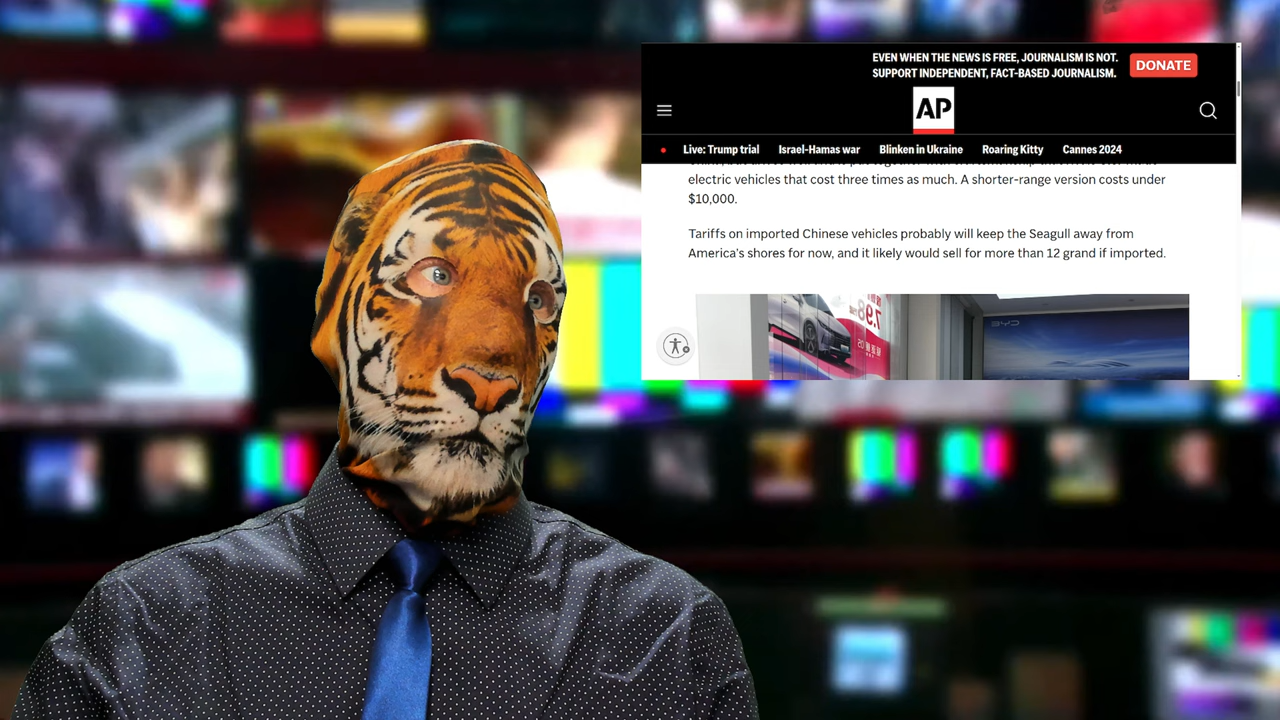 EVEN WHEN THE NEWS IS FREE, JOURNALISM IS NOT.
SUPPORT INDEPENDENT, FACT-BASED JOURNALISM.
DONATE
AP
Live: Trump trial Israel-Hamas war Blinken in Ukraine Roaring Kitty Cannes 2024
electric vehicles that cost three times as much. A shorter-range version costs under
$10,000.
Tariffs on imported Chinese vehicles probably will keep the Seagull away from
America's shores for now, and it likely would sell for more than 12 grand if imported.
7.98